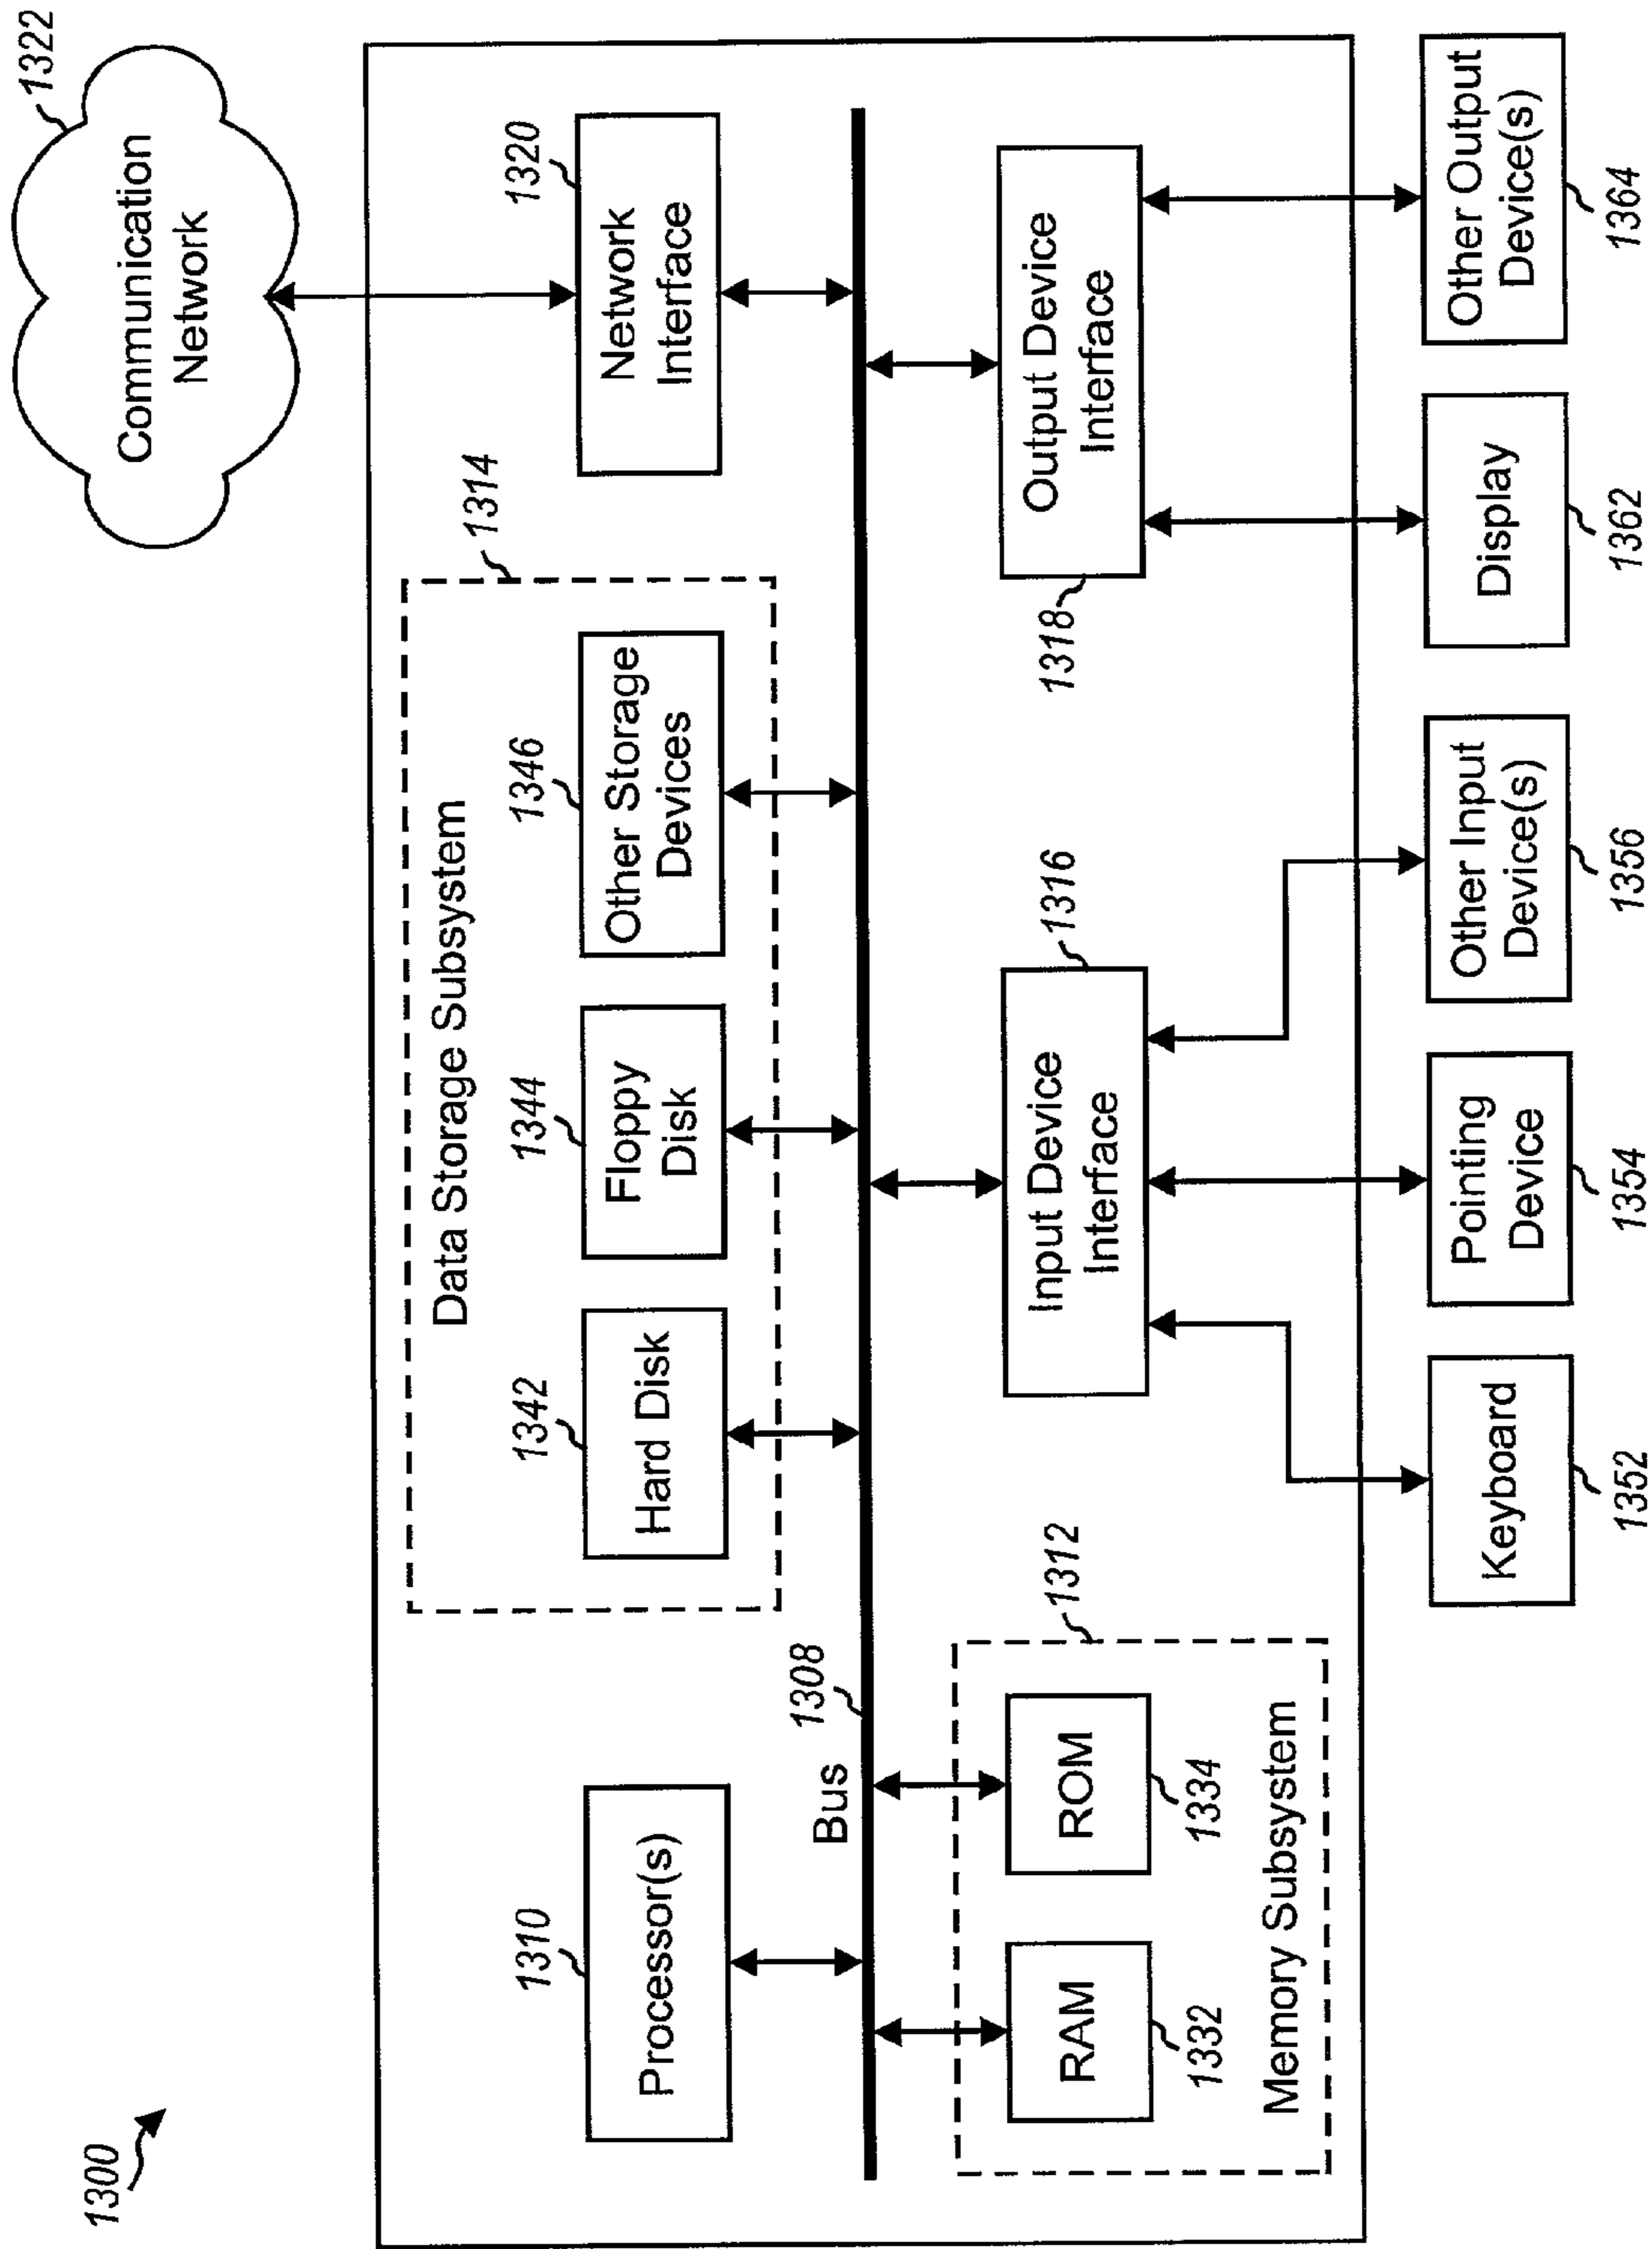 1300
1322
Communication
Network
1310
Processor(s)
1314
Data Storage Subsystem
1342
Hard Disk
1344
Floppy
Disk
1346
Other Storage
Devices
1320
Network
Interface
Bus
1308
1312
RAM
1332
ROM
1334
Memory Subsystem
1316
Input Device
Interface
1318
Output Device
Interface
Keyboard
1352
Pointing
Device
1354
Other Input
Device(s)
1356
Display
1362
Other Output
Device(s)
1364